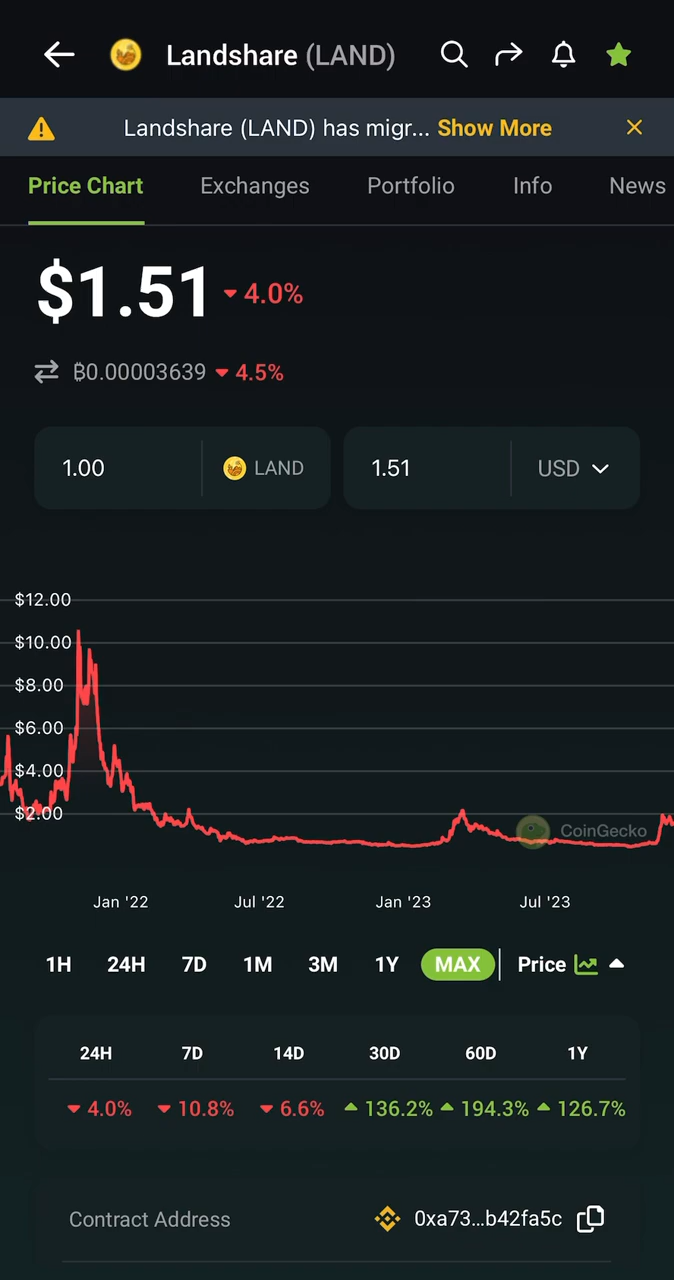 Landshare (LAND)
Landshare (LAND) has migr... Show More
Price Chart Exchanges Portfolio Info News
$1.51 4.0%
₿0.00003639 4.5%
1.00 LAND 1.51 USD
$12.00
$10.00
$8.00
$6.00
$4.00
$2.00
CoinGecko
Jan '22 Jul '22 Jan '23 Jul '23
1H 24H 7D 1M 3M 1Y MAX Price
24H 7D 14D 30D 60D 1Y
4.0% 10.8% 6.6% 136.2% 194.3% 126.7%
Contract Address 0xa73...b42fa5c